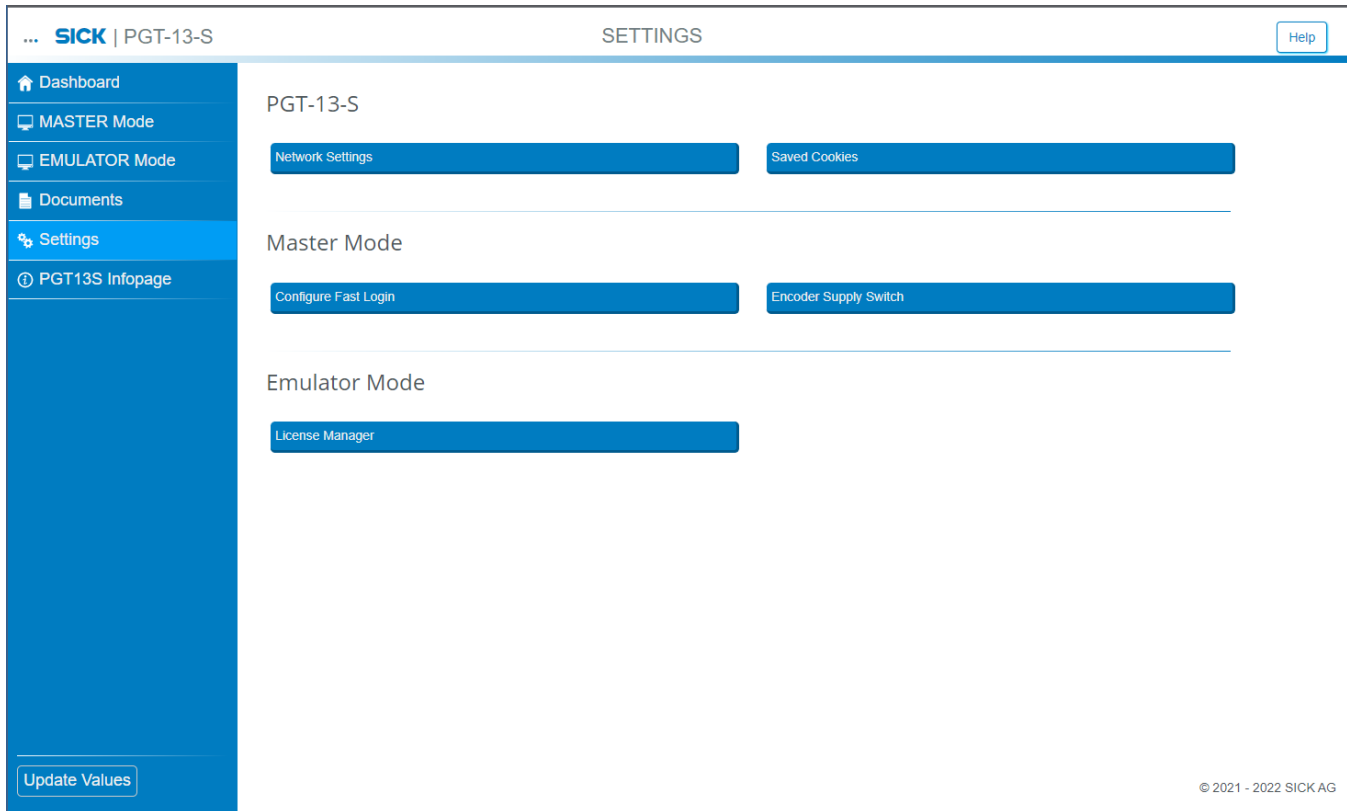 ... SICK | PGT-13-S SETTINGS Help
Dashboard
MASTER Mode
EMULATOR Mode
Documents
Settings
PGT13S Infopage
Update Values
PGT-13-S
Network Settings Saved Cookies
Master Mode
Configure Fast Login Encoder Supply Switch
Emulator Mode
License Manager
© 2021 - 2022 SICK AG